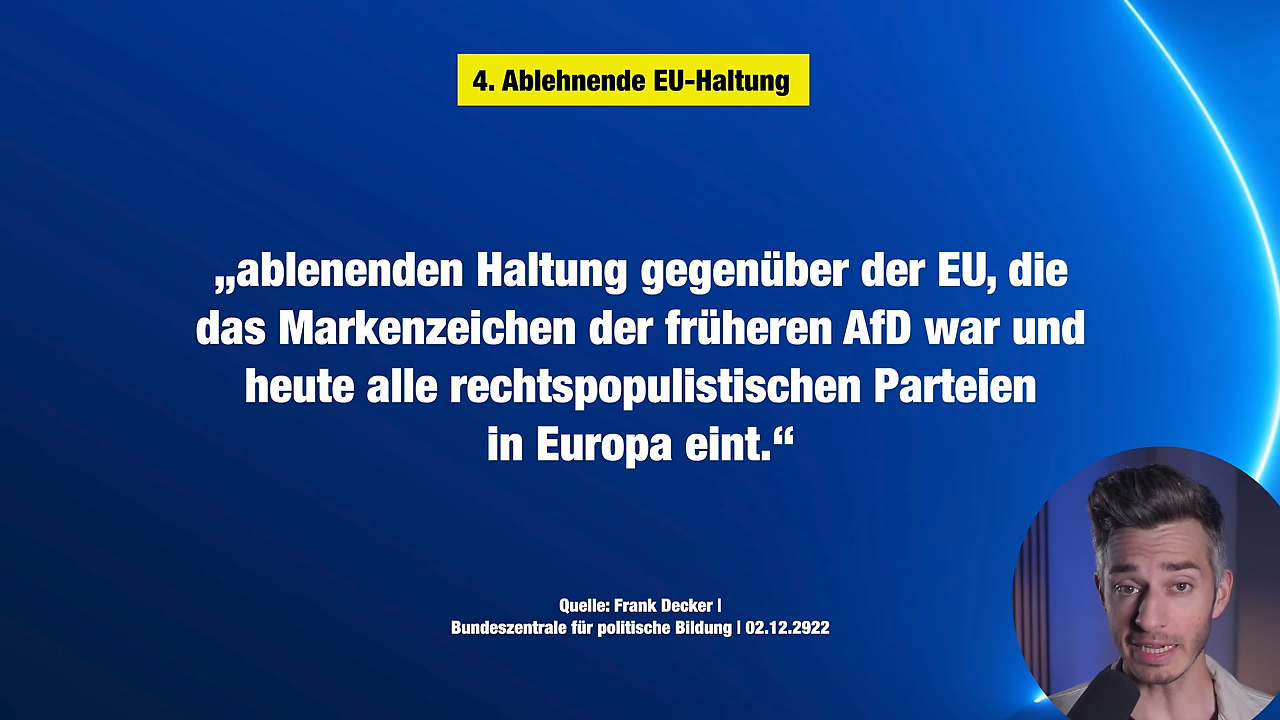 4. Ablehnende EU-Haltung
„ablenenden Haltung gegenüber der EU, die
das Markenzeichen der früheren AfD war und
heute alle rechtspopulistischen Parteien
in Europa eint.“
Quelle: Frank Decker |
Bundeszentrale für politische Bildung | 02.12.2922